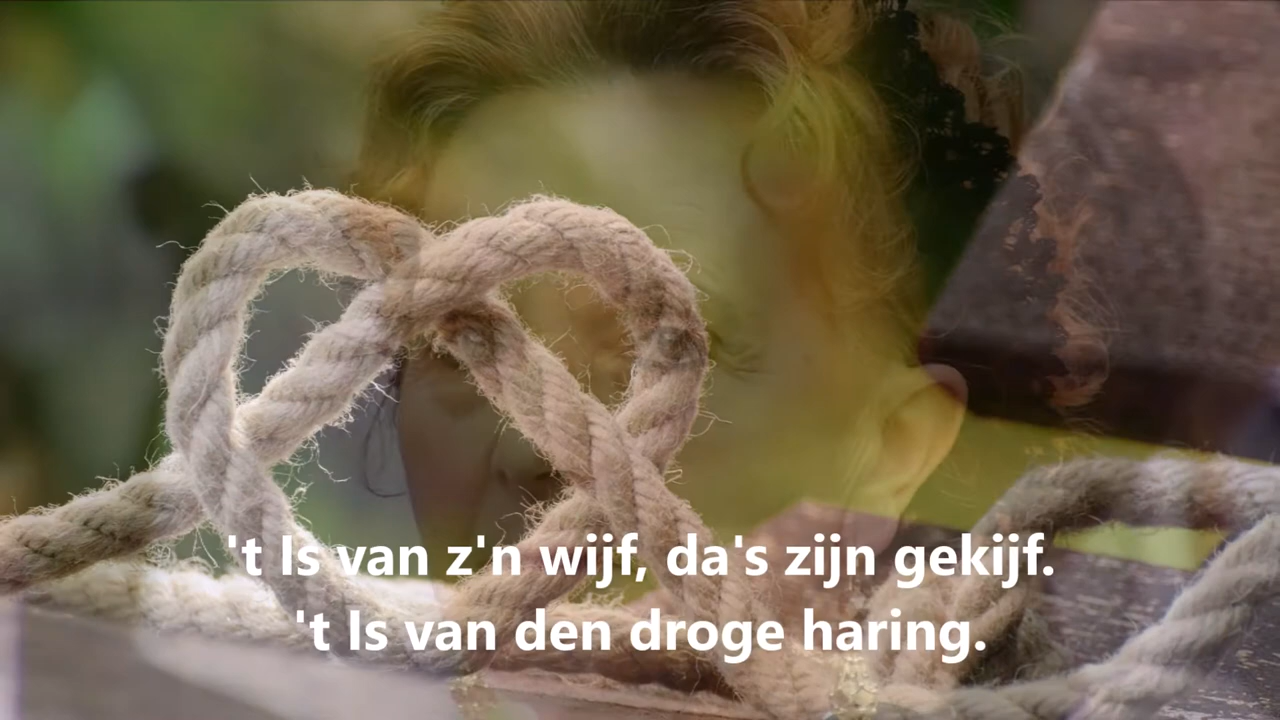 't Is van z'n wijf, da's zijn gekijf.
't Is van den droge haring.